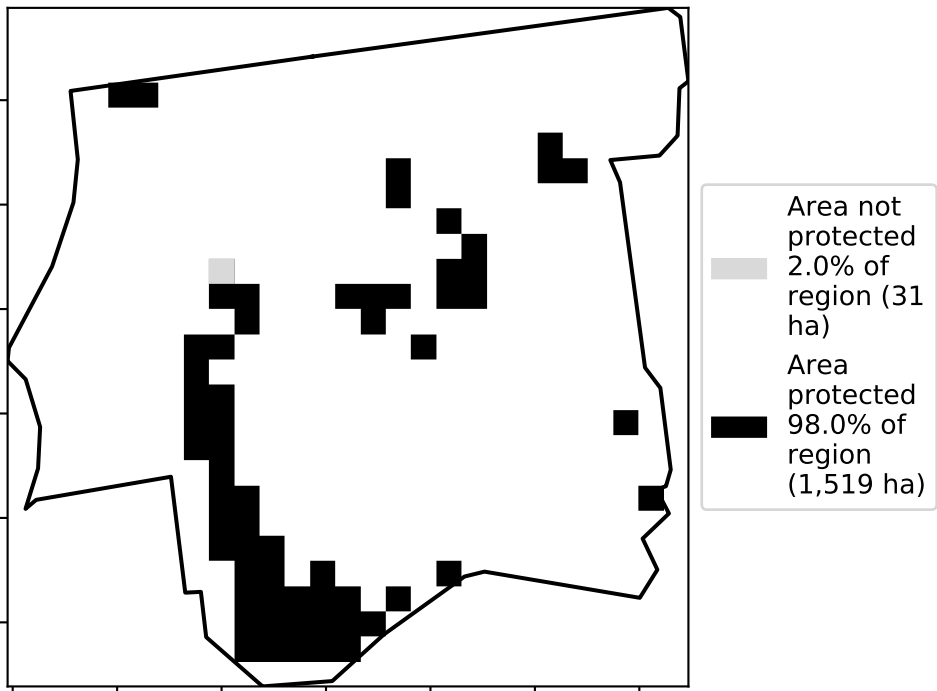 Area not
protected
2.0% of
region (31
ha)
Area
protected
98.0% of
region
(1,519 ha)